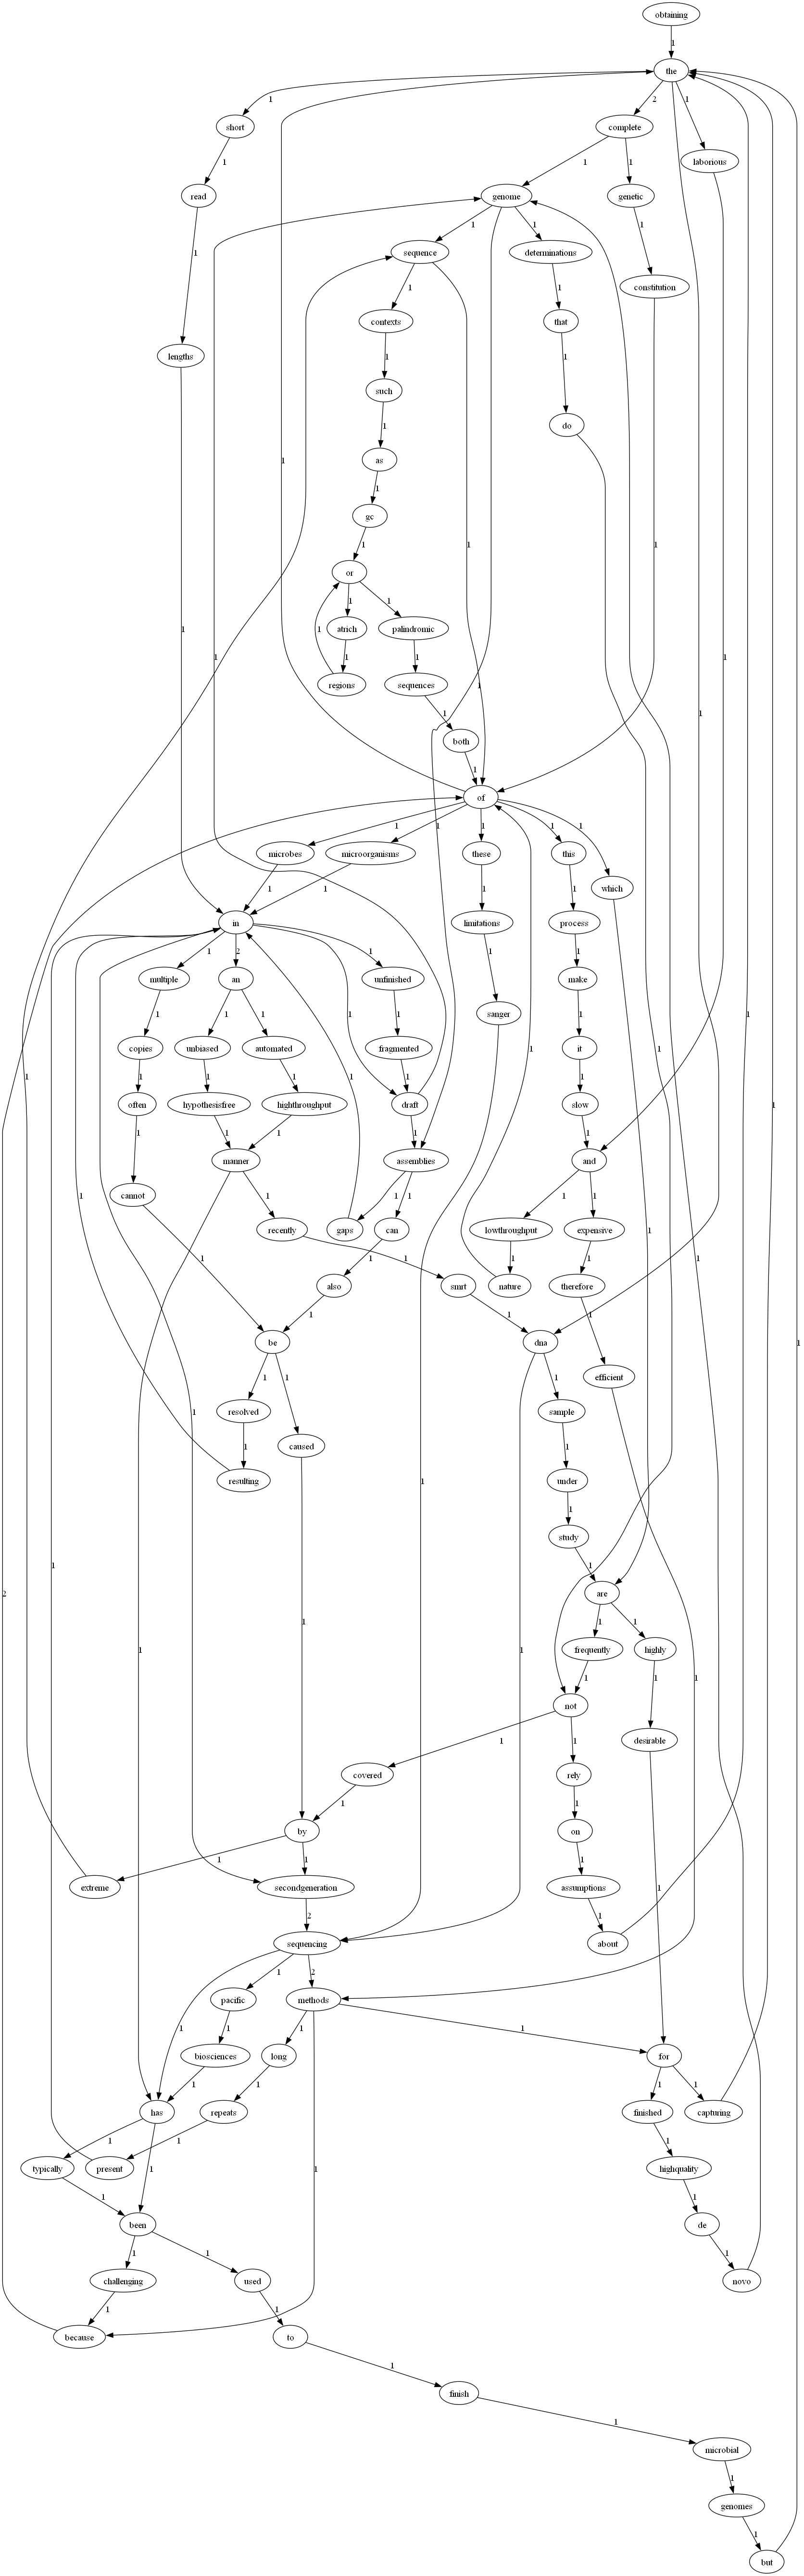 obtaining
1
the
1 2 1
short complete laborious
1 1 1
read genome genetic
1 1 1 1
sequence determinations
1 1 constitution
contexts that
1 1
lengths such
1 do
as
1
gc
1
or
1 1 1 1
1 atrich palindromic
1 1 1 1 1 1
regions sequences
1
both
1
of
1 1 1 1 1
microbes microorganisms these this which
1 1 1 1
in limitations process
1 2 1 1
multiple an unfinished make
1 1 1 1 1 1 sanger 1
copies unbiased automated fragmented it
1 1 1 1 1 1 1
often hypothesisfree highthroughput draft slow
1 1 1 1 1
manner assemblies and
cannot 1 1 1 1 1 1
recently gaps can lowthroughput expensive
1 1 1 1 1 1
1 also smrt nature therefore
1 1 1
be dna
1 1 1 efficient
resolved sample
1 caused 1
1 resulting 1 under
1
study
1
1 1 2 1 1 are
1 1
frequently highly
1 1 1
not
1 1 desirable
covered rely
1 1
by on
1 1 1 1
extreme secondgeneration assumptions
2 1
sequencing about
1 1 2
pacific methods
1 1 1
biosciences long for
1 1 1
has repeats finished capturing
1 1 1 1
typically present highquality
1 1 1 1
been de
1 1 1
challenging used novo
1 1
because to
1
finish
1
microbial
1
genomes
1
but